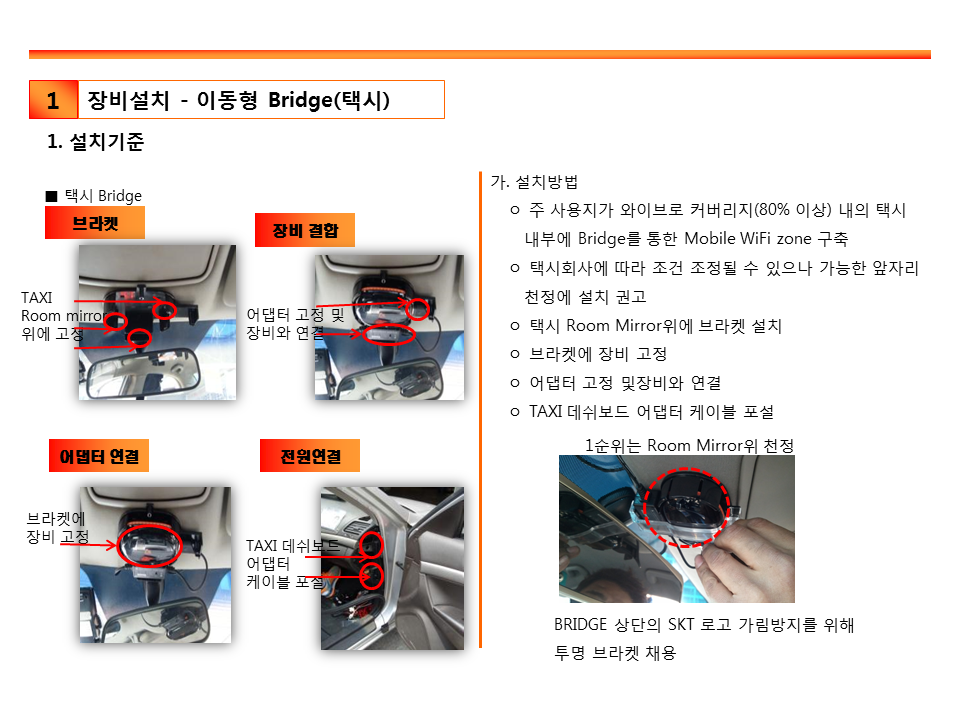 1
장비설치 - 이동형 Bridge(택시)
1. 설치기준
■ 택시 Bridge
브라켓
TAXI
Room mirror
위에 고정
장비 결합
어댑터 고정 및
장비와 연결
어댑터 연결
브라켓에
장비 고정
전원연결
TAXI 데쉬보드
어댑터
케이블 포설
가. 설치방법
ㅇ 주 사용지가 와이브로 커버리지(80% 이상) 내의 택시
내부에 Bridge를 통한 Mobile WiFi zone 구축
ㅇ 택시회사에 따라 조건 조정될 수 있으나 가능한 앞자리
천정에 설치 권고
ㅇ 택시 Room Mirror위에 브라켓 설치
ㅇ 브라켓에 장비 고정
ㅇ 어댑터 고정 및장비와 연결
ㅇ TAXI 데쉬보드 어댑터 케이블 포설
1순위는 Room Mirror위 천정
BRIDGE 상단의 SKT 로고 가림방지를 위해
투명 브라켓 채용